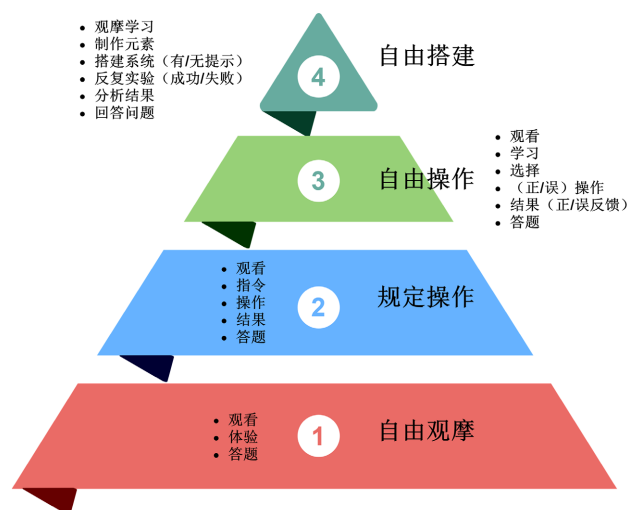 观摩学习
制作元素
搭建系统（有/无提示）
反复实验（成功/失败）
分析结果
回答问题
4
自由搭建
3
自由操作
观看
学习
选择
（正/误）操作
结果（正/误反馈）
答题
观看
指令
操作
结果
答题
2
规定操作
观看
体验
答题
1
自由观摩